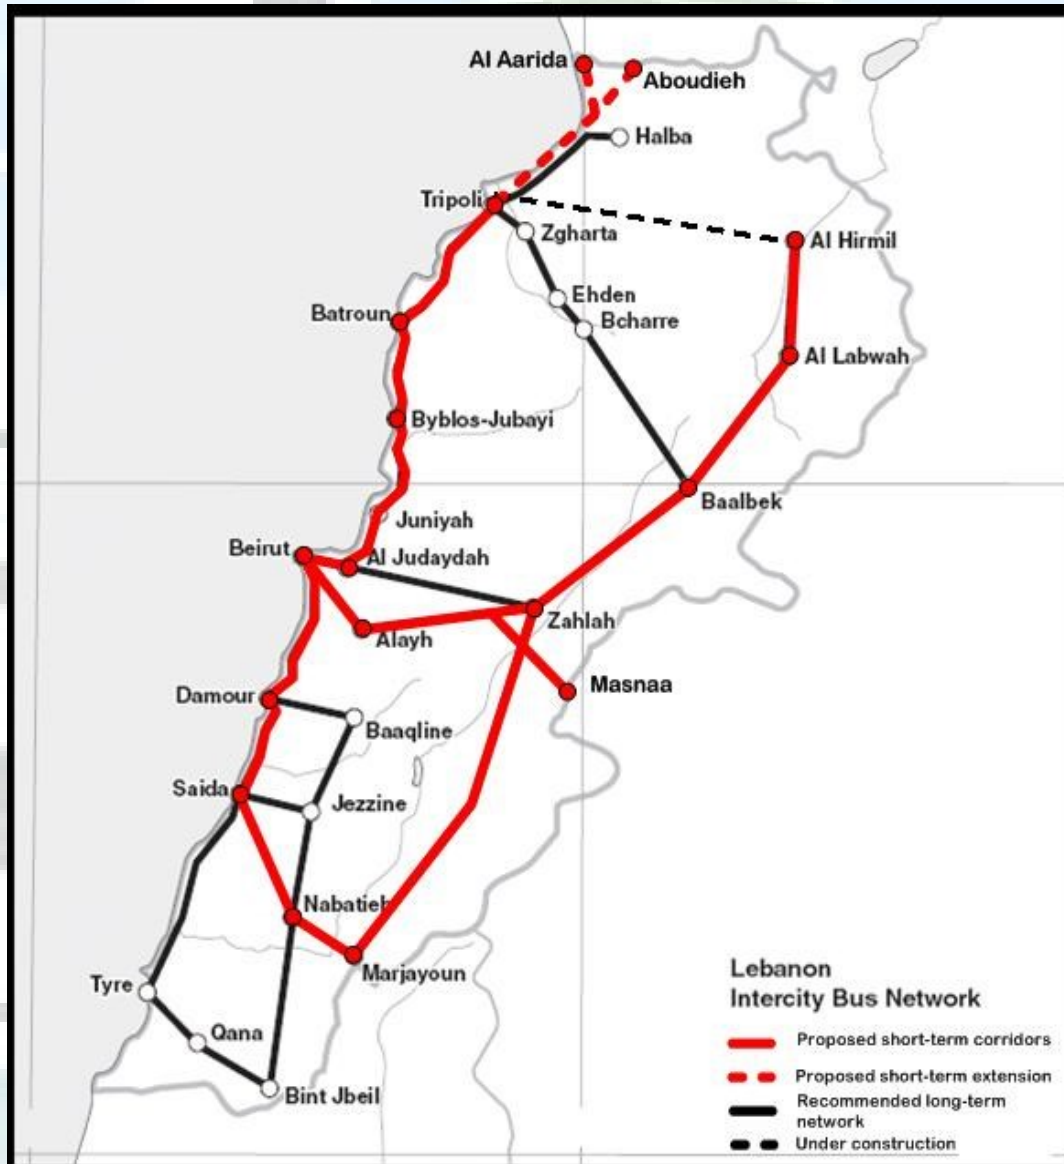 Al Aarida
Aboudieh
Halba
Tripoli
Zgharta
Al Hirmil
Ehden
Bcharre
Batroun
Al Labwah
Byblos-Jubayi
Baalbek
Juniyah
Beirut
Al Judaydah
Zahlah
Alayh
Masnaa
Damour
Baaqline
Saida
Jezzine
Nabatieh
Marjayoun
Tyre
Qana
Bint Jbeil
Lebanon
Intercity Bus Network
Proposed short-term corridors
Proposed short-term extension
Recommended long-term
network
Under construction